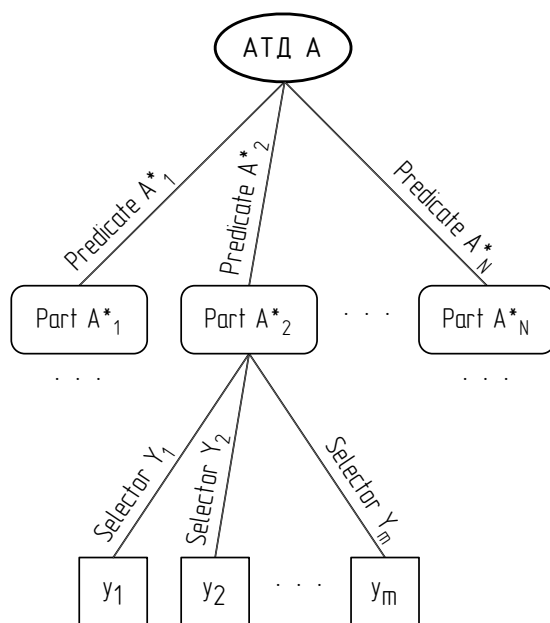 АТД А
Predicate A*₁
Predicate A*₂
Predicate A*N
Part A*₁
Part A*₂
. . .
Part A*N
. . .
. . .
Selector Y₁
Selector Y₂
Selector Yₘ
y₁
y₂
. . .
yₘ